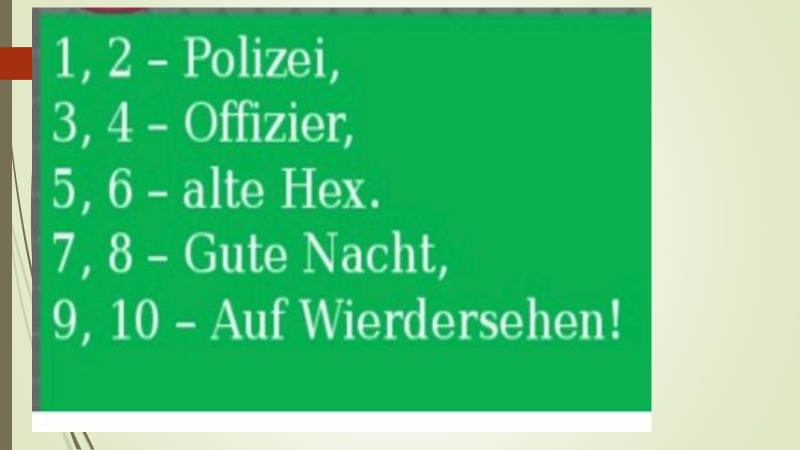 1, 2 – Polizei,
3, 4 – Offizier,
5, 6 – alte Hex.
7, 8 – Gute Nacht,
9, 10 – Auf Wierdersehen!